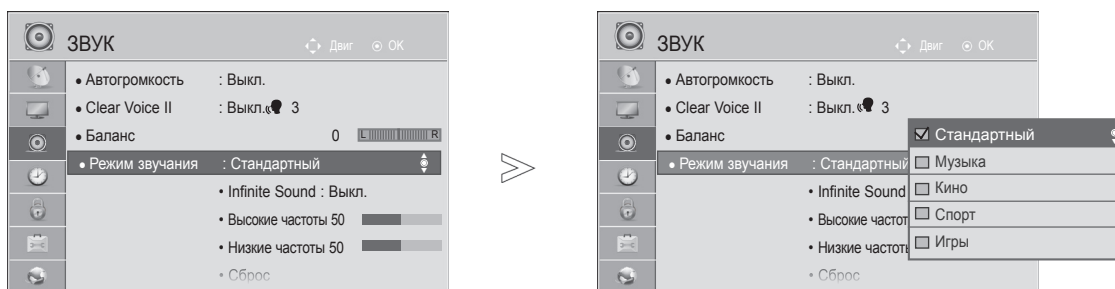 ЗВУК
Двиг OK
• Автогромкость : Выкл.
• Clear Voice II : Выкл. 3
• Баланс 0 L R
• Режим звучания : Стандартный
• Infinite Sound : Выкл.
• Высокие частоты 50
• Низкие частоты 50
• Сброс
ЗВУК
Двиг OK
• Автогромкость : Выкл.
• Clear Voice II : Выкл. 3
• Баланс
• Режим звучания : Стандартный
• Infinite Sound
• Высокие частот
• Низкие частоты
• Сброс
Стандартный
Музыка
Кино
Спорт
Игры